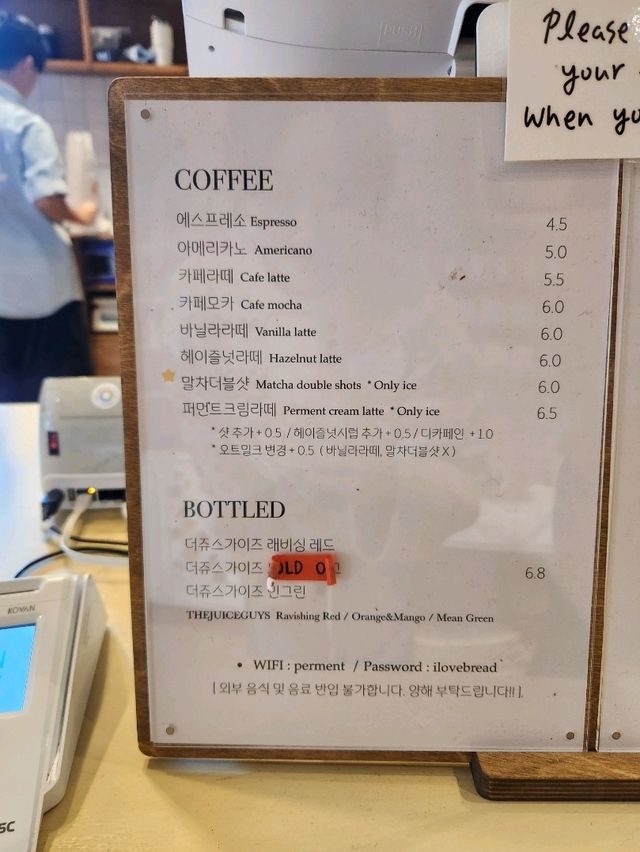 PUSH
Please
your
When yo
COFFEE
에스프레소 Espresso 4.5
아메리카노 Americano 5.0
카페라떼 Cafe latte 5.5
카페모카 Cafe mocha 6.0
바닐라라떼 Vanilla latte 6.0
헤이즐넛라떼 Hazelnut latte 6.0
말차더블샷 Matcha double shots *Only ice 6.0
퍼먼트크림라떼 Perment cream latte *Only ice 6.5
* 샷 추가 + 0.5 / 헤이즐넛시럽 추가 + 0.5 / 디카페인 +1.0
* 오트밀크 변경 + 0.5 ( 바닐라라떼, 말차더블샷 X )
BOTTLED
더쥬스가이즈 래비싱 레드
더쥬스가이즈 OLD O 6.8
더쥬스가이즈 민그린
THEJUICEGUYS Ravishing Red / Orange&Mango / Mean Green
• WIFI : perment / Password : ilovebread
[ 외부 음식 및 음료 반입 불가합니다. 양해 부탁드립니다!! ].
KOVAN